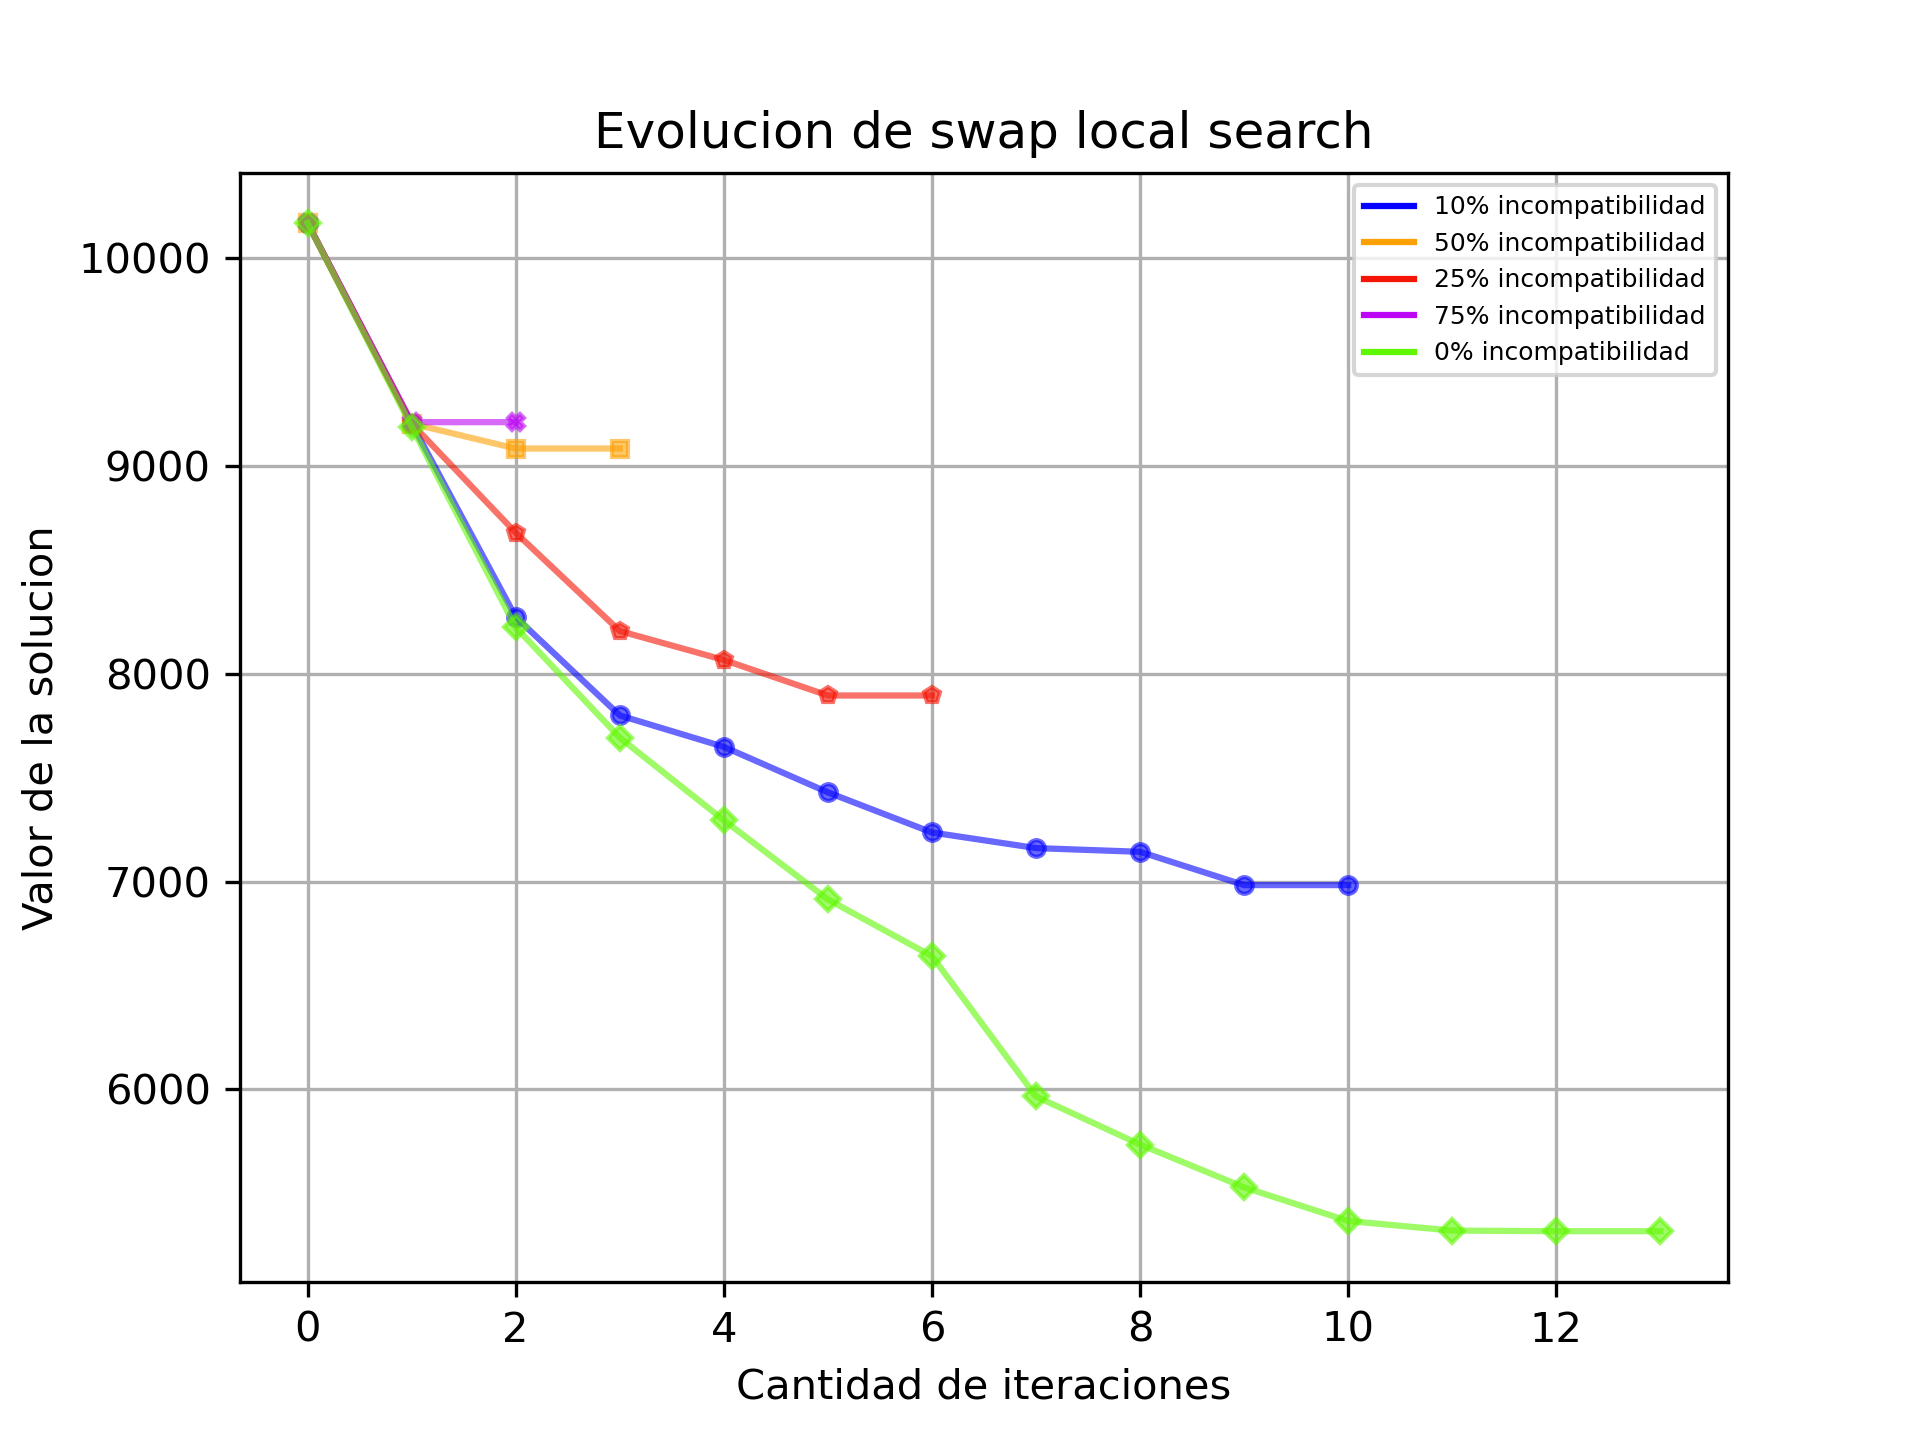 Evolucion de swap local search
10% incompatibilidad
50% incompatibilidad
25% incompatibilidad
75% incompatibilidad
0% incompatibilidad
Valor de la solucion
10000
9000
8000
7000
6000
0 2 4 6 8 10 12
Cantidad de iteraciones